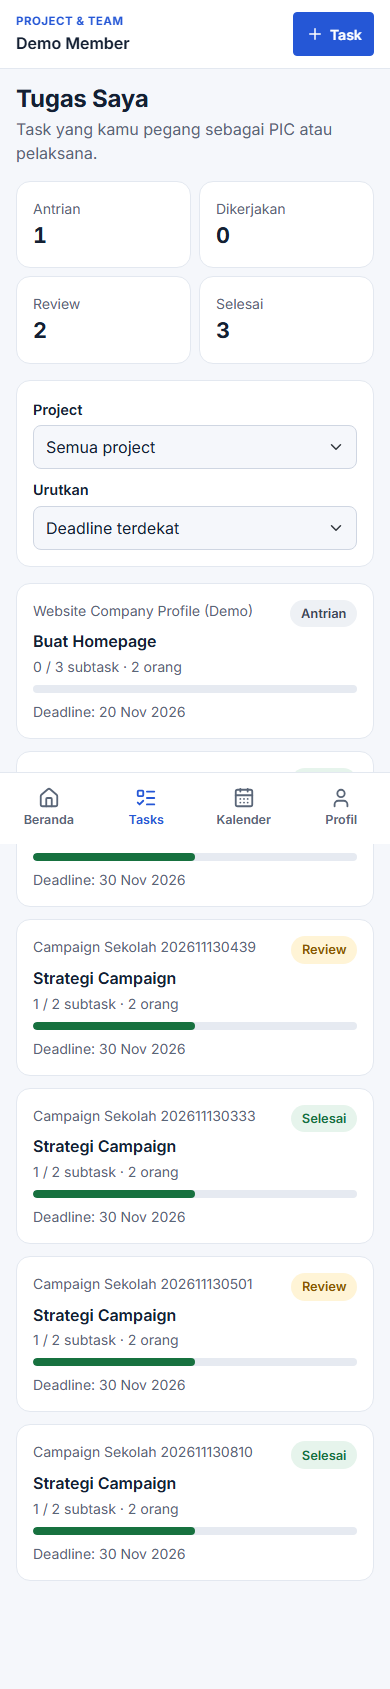 PROJECT & TEAM
Demo Member
Task
Tugas Saya
Task yang kamu pegang sebagai PIC atau
pelaksana.
Antrian
1
Dikerjakan
0
Review
2
Selesai
3
Project
Semua project
Urutkan
Deadline terdekat
Website Company Profile (Demo)
Antrian
Buat Homepage
0 / 3 subtask · 2 orang
Deadline: 20 Nov 2026
Beranda
Tasks
Kalender
Profil
Deadline: 30 Nov 2026
Campaign Sekolah 202611130439
Review
Strategi Campaign
1 / 2 subtask · 2 orang
Deadline: 30 Nov 2026
Campaign Sekolah 202611130333
Selesai
Strategi Campaign
1 / 2 subtask · 2 orang
Deadline: 30 Nov 2026
Campaign Sekolah 202611130501
Review
Strategi Campaign
1 / 2 subtask · 2 orang
Deadline: 30 Nov 2026
Campaign Sekolah 202611130810
Selesai
Strategi Campaign
1 / 2 subtask · 2 orang
Deadline: 30 Nov 2026